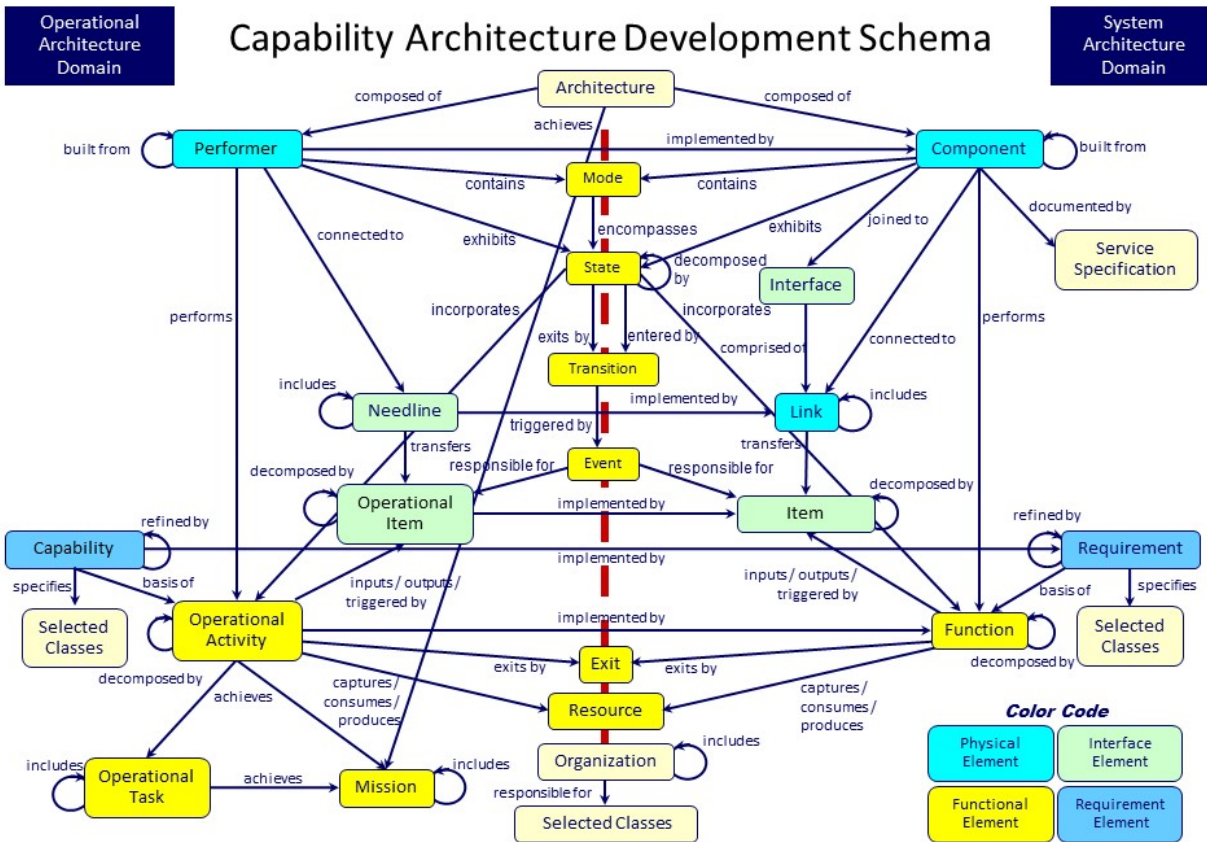 Operational
Architecture
Domain
Capability Architecture Development Schema
System
Architecture
Domain
Architecture
composed of
composed of
achieves
built from
Performer
implemented by
Component
built from
contains
Mode
contains
connected to
exhibits
encompasses
exhibits
joined to
documented by
State
decomposed
by
Interface
Service
Specification
performs
incorporates
incorporates
performs
exits by
entered by
comprised of
connected to
Transition
includes
Needline
implemented by
Link
includes
transfers
triggered by
transfers
decomposed by
responsible for
Event
responsible for
decomposed by
Operational
Item
implemented by
Item
refined by
refined by
Capability
implemented by
Requirement
specifies
basis of
inputs/ outputs/
triggered by
inputs/ outputs/
triggered by
basis of
specifies
Selected
Classes
Operational
Activity
implemented by
Function
Selected
Classes
exits by
Exit
exits by
decomposed by
decomposed by
achieves
captures/
consumes/
produces
Resource
captures/
consumes/
produces
Color Code
includes
Operational
Task
achieves
Mission
includes
Organization
includes
Physical
Element
Interface
Element
responsible for
Selected Classes
Functional
Element
Requirement
Element